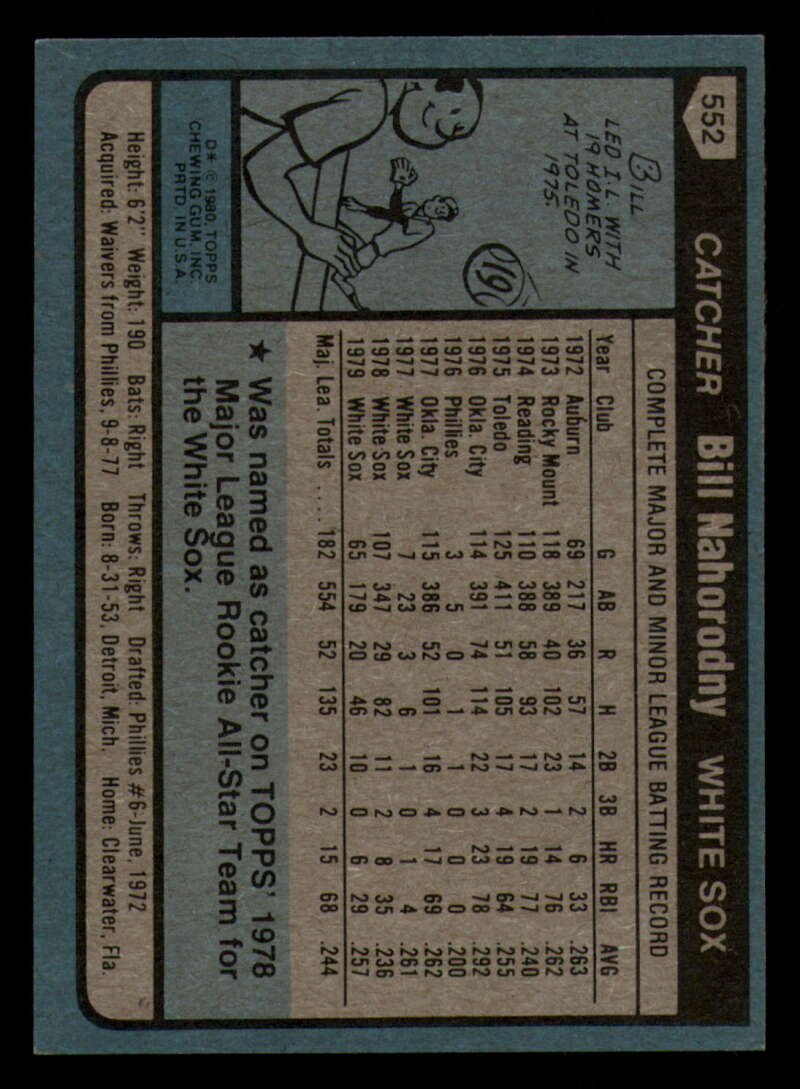 552 CATCHER Bill Nahorodny WHITE SOX
COMPLETE MAJOR AND MINOR LEAGUE BATTING RECORD
Year Club G AB R H 2B 3B HR RBI AVG
1972 Auburn 69 217 36 57 14 2 6 33 .263
1973 Rocky Mount 118 389 40 102 23 1 14 76 .262
1974 Reading 110 388 58 93 17 2 19 77 .240
1975 Toledo 125 411 51 105 17 4 19 64 .255
1976 Okla. City 114 391 74 114 22 3 23 78 .292
1976 Phillies 3 5 0 1 1 0 0 0 .200
1977 Okla. City 115 386 52 101 16 4 17 69 .262
1977 White Sox 7 23 3 6 1 0 1 4 .261
1978 White Sox 107 347 29 82 11 2 8 35 .236
1979 White Sox 65 179 20 46 10 0 6 29 .257
Maj. Lea. Totals .... 182 554 52 135 23 2 15 68 .244
BILL
LED I.L. WITH
19 HOMERS
AT TOLEDO IN
1975.
19
★ Was named as catcher on TOPPS' 1978
Major League Rookie All-Star Team for
the White Sox.
D* © 1980, TOPPS
CHEWING GUM, INC.
PRTD. IN U.S.A.
Height: 6'2" Weight: 190 Bats: Right Throws: Right Drafted: Phillies #6-June, 1972
Acquired: Waivers from Phillies, 9-8-77 Born: 8-31-53, Detroit, Mich. Home: Clearwater, Fla.